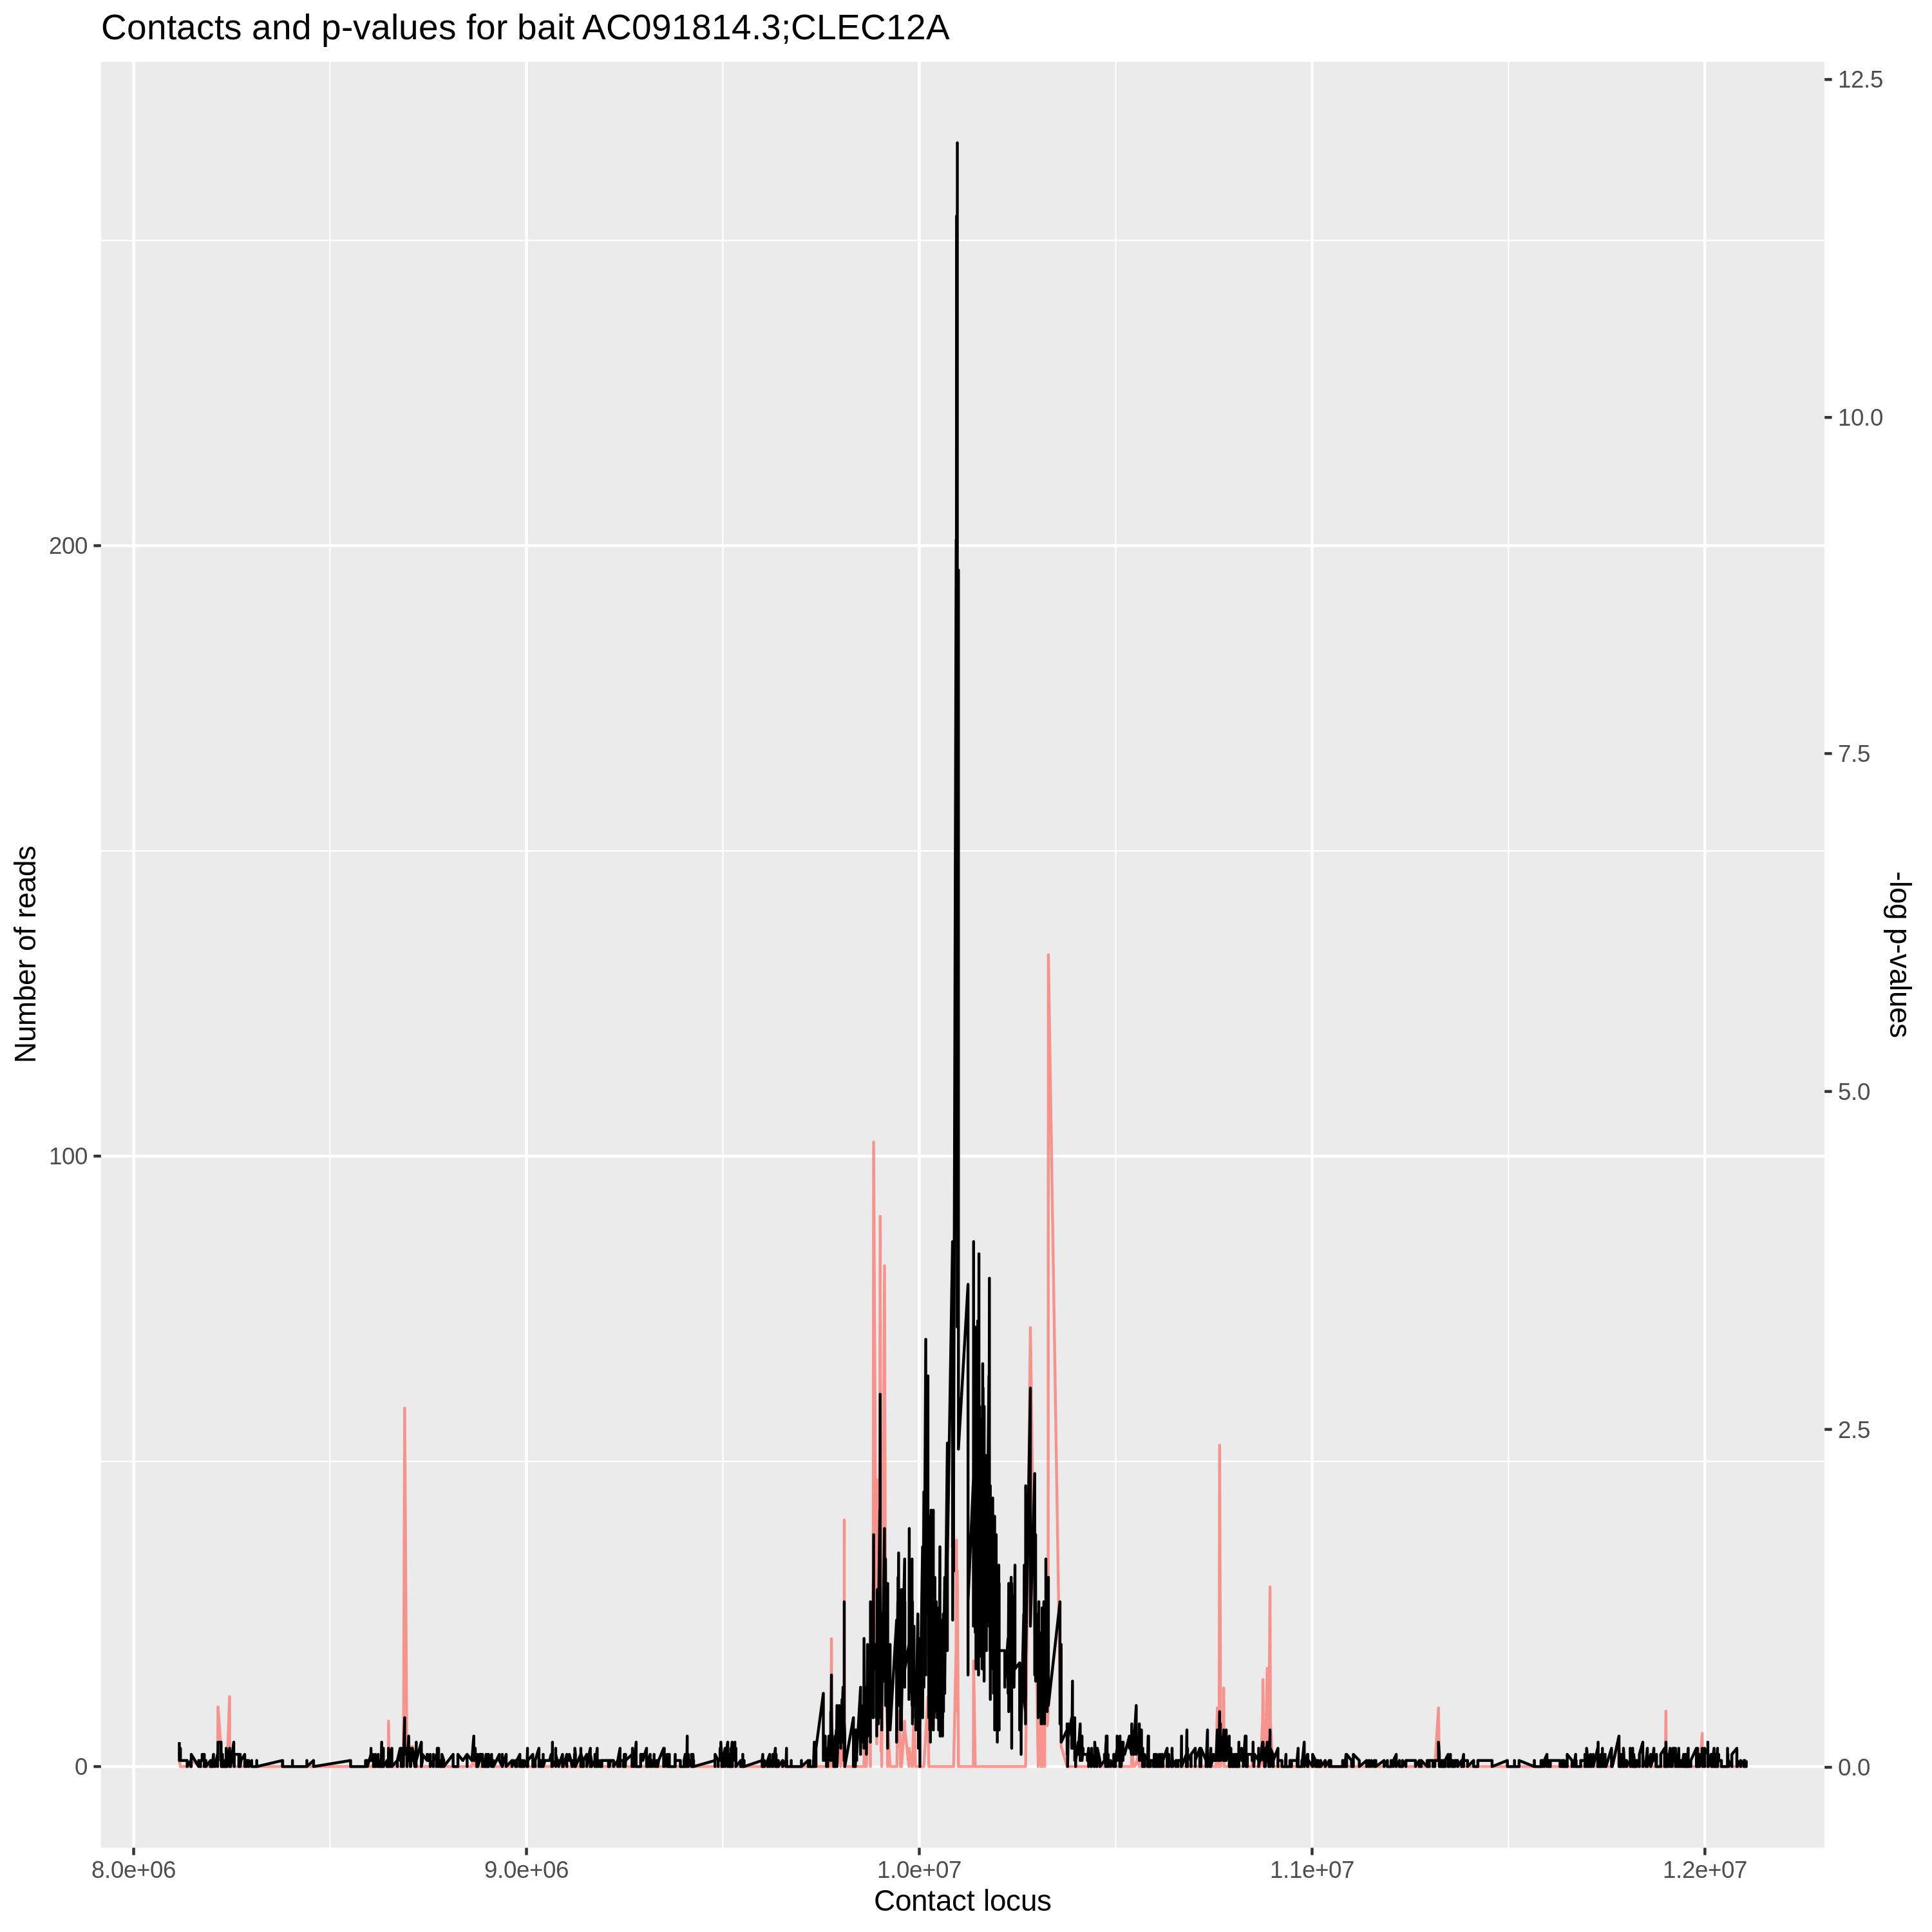 Contacts and p-values for bait AC091814.3;CLEC12A
12.5
10.0
200
7.5
Number of reads
-log p-values
5.0
100
2.5
0
0.0
8.0e+06 9.0e+06 1.0e+07 1.1e+07 1.2e+07
Contact locus